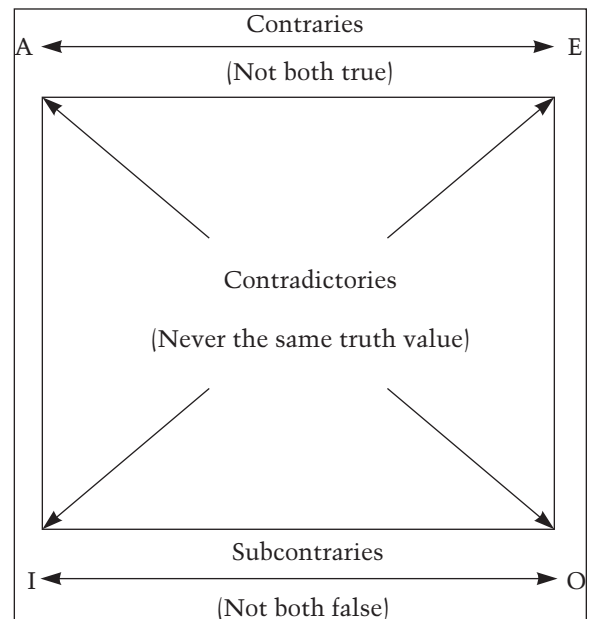 Contraries
A E
(Not both true)
Contradictories
(Never the same truth value)
Subcontraries
I O
(Not both false)